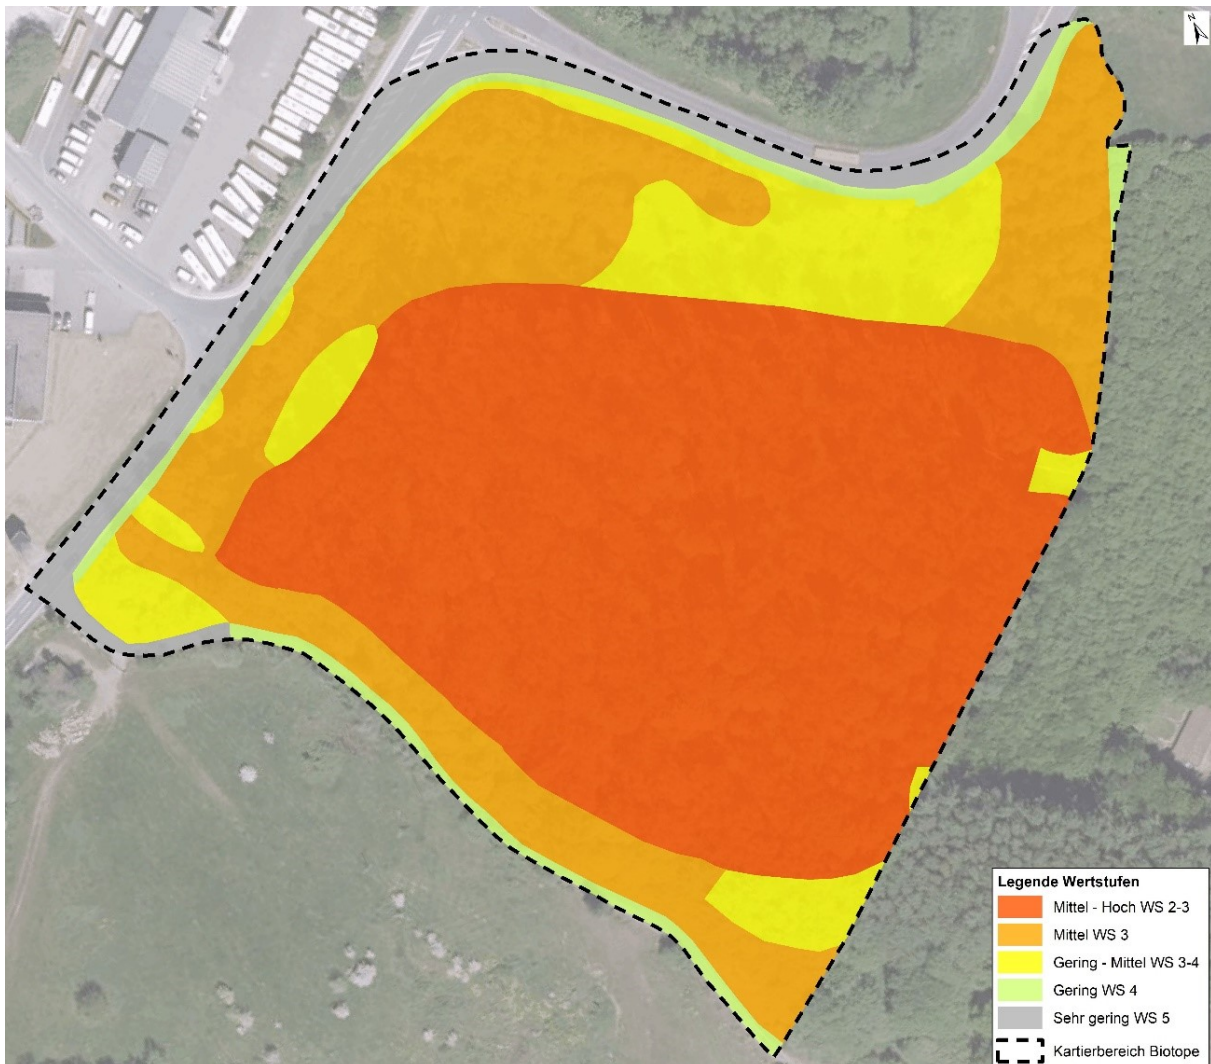 N
Legende Wertstufen
Mittel - Hoch WS 2-3
Mittel WS 3
Gering - Mittel WS 3-4
Gering WS 4
Sehr gering WS 5
Kartierbereich Biotope